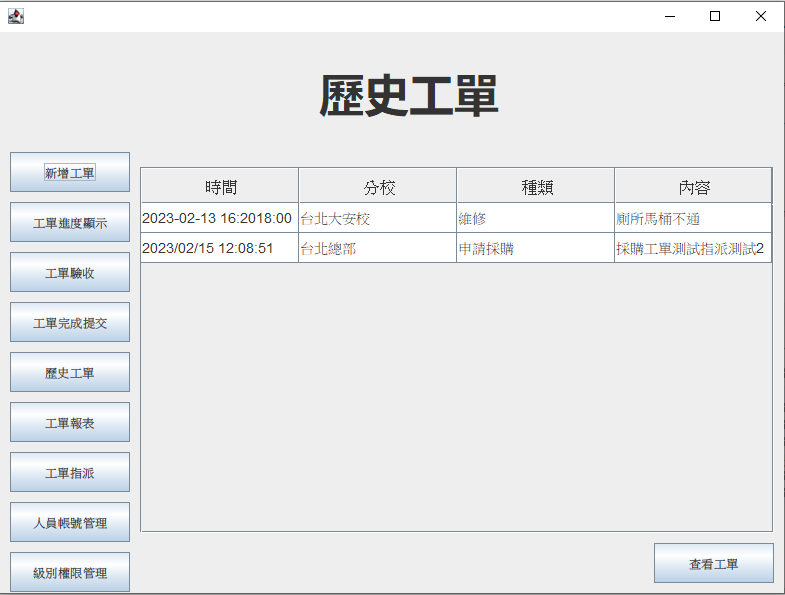 歷史工單
新增工單
工單進度顯示
工單驗收
工單完成提交
歷史工單
工單報表
工單指派
人員帳號管理
級別權限管理
時間 分校 種類 內容
2023-02-13 16:2018:00 台北大安校 維修 廁所馬桶不通
2023/02/15 12:08:51 台北總部 申請採購 採購工單測試指派測試2
查看工單